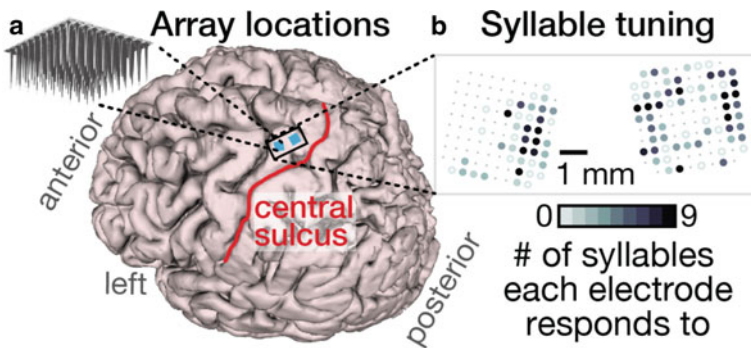 a Array locations
anterior
central
sulcus
left
posterior
b Syllable tuning
1 mm
0 9
# of syllables
each electrode
responds to